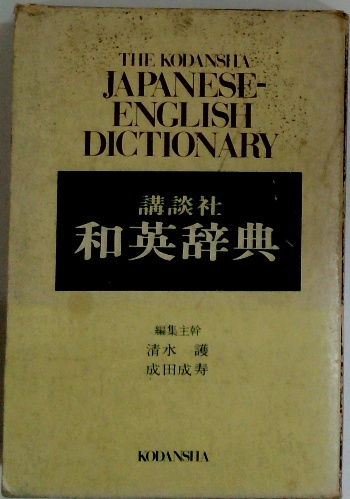 THE KODANSHA
JAPANESE-
ENGLISH
DICTIONARY
講談社
和英辞典
編集主幹
清水 護
成田成寿
KODANSHA